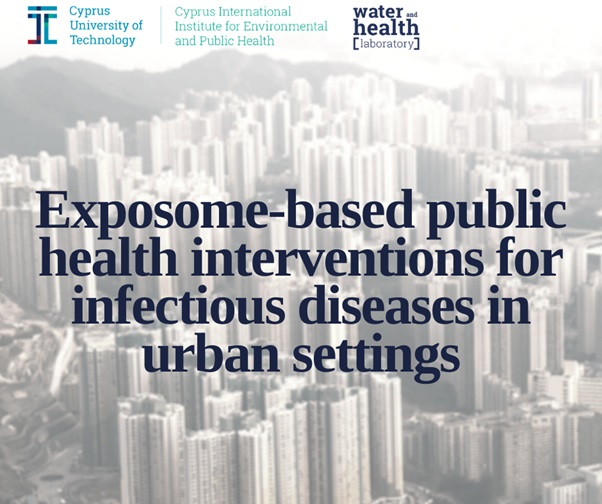 Cyprus
University of
Technology
Cyprus International
Institute for Environmental
and Public Health
water and
health
[laboratory]
Exposome-based public
health interventions for
infectious diseases in
urban settings